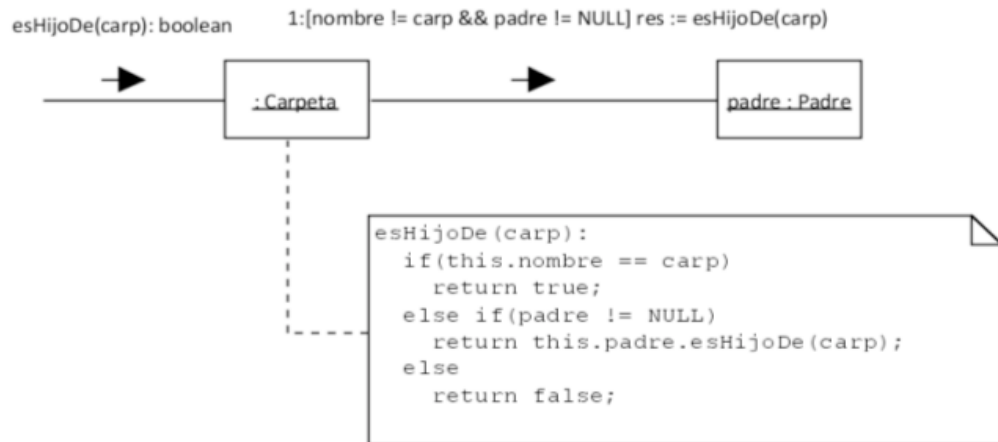 esHijoDe(carp): boolean
1:[nombre != carp && padre != NULL] res := esHijoDe(carp)
: Carpeta
padre : Padre
esHijoDe(carp):
if(this.nombre == carp)
return true;
else if(padre != NULL)
return this.padre.esHijoDe(carp);
else
return false;